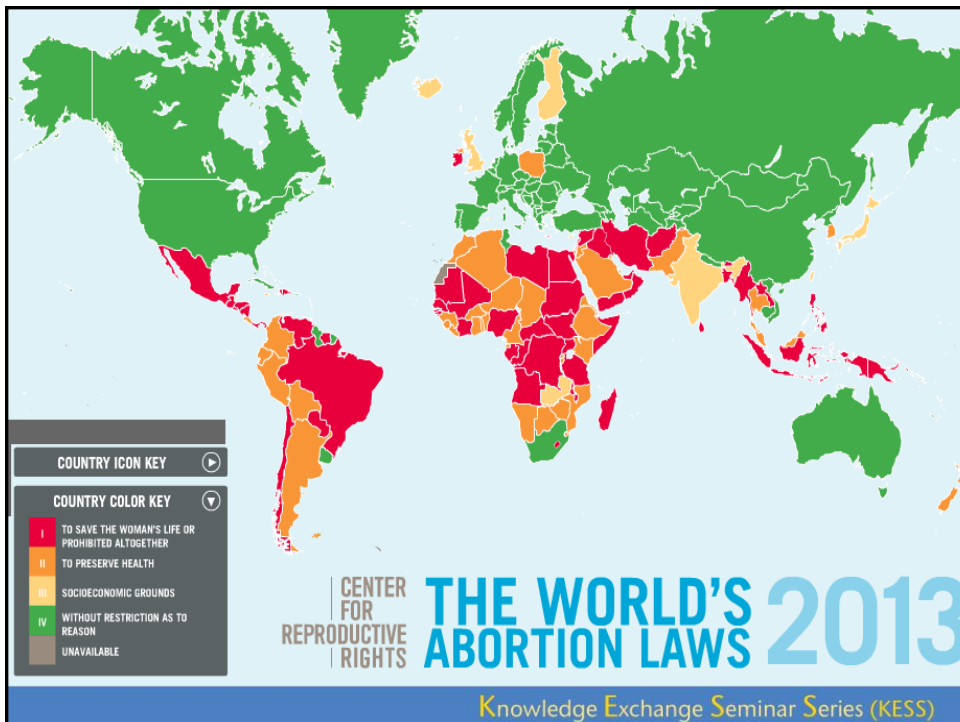 COUNTRY ICON KEY
COUNTRY COLOR KEY
I TO SAVE THE WOMAN'S LIFE OR
PROHIBITED ALTOGETHER
II TO PRESERVE HEALTH
III SOCIOECONOMIC GROUNDS
IV WITHOUT RESTRICTION AS TO
REASON
UNAVAILABLE
CENTER
FOR
REPRODUCTIVE
RIGHTS
THE WORLD'S
ABORTION LAWS
2013
Knowledge Exchange Seminar Series (KESS)